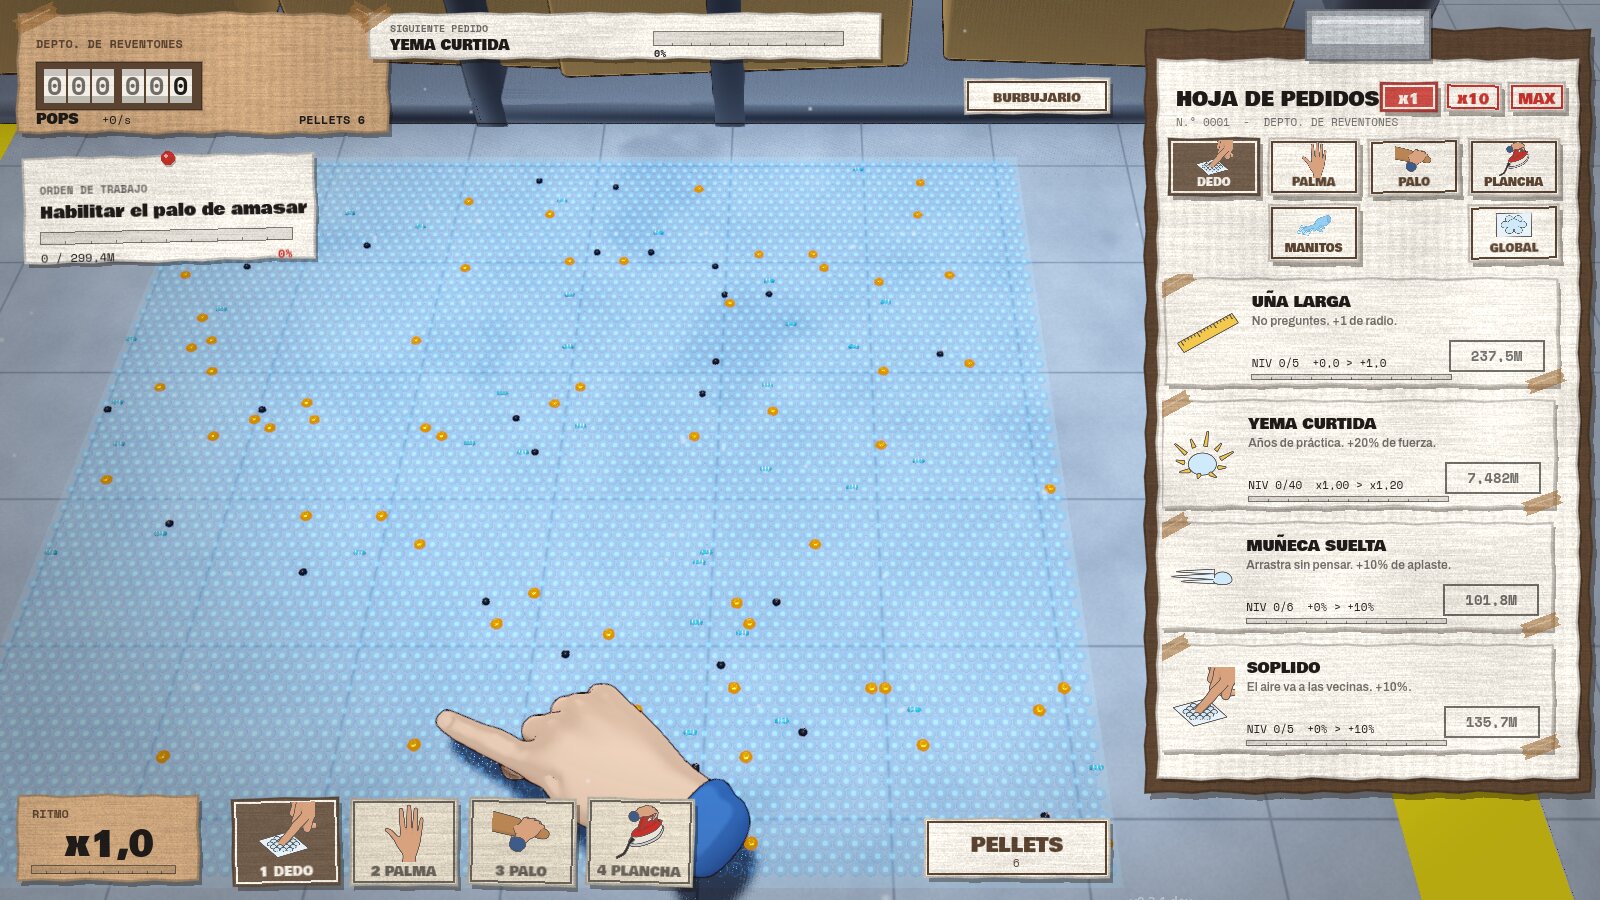 DEPTO. DE REVENTONES
000000
POPS +0/s PELLETS 6
SIGUIENTE PEDIDO
YEMA CURTIDA
0%
BURBUJARIO
ORDEN DE TRABAJO
Habilitar el palo de amasar
0 / 299,4M 0%
HOJA DE PEDIDOS x1 x10 MAX
N.° 0001 - DEPTO. DE REVENTONES
DEDO PALMA PALO PLANCHA
MANITOS GLOBAL
UÑA LARGA
No preguntes. +1 de radio.
NIV 0/5 +0,0 > +1,0 237,5M
YEMA CURTIDA
Años de práctica. +20% de fuerza.
NIV 0/40 x1,00 > x1,20 7,482M
MUÑECA SUELTA
Arrastra sin pensar. +10% de aplaste.
NIV 0/6 +0% > +10% 101,8M
SOPLIDO
El aire va a las vecinas. +10%.
NIV 0/5 +0% > +10% 135,7M
RITMO
x1,0
1 DEDO 2 PALMA 3 PALO 4 PLANCHA
PELLETS
6